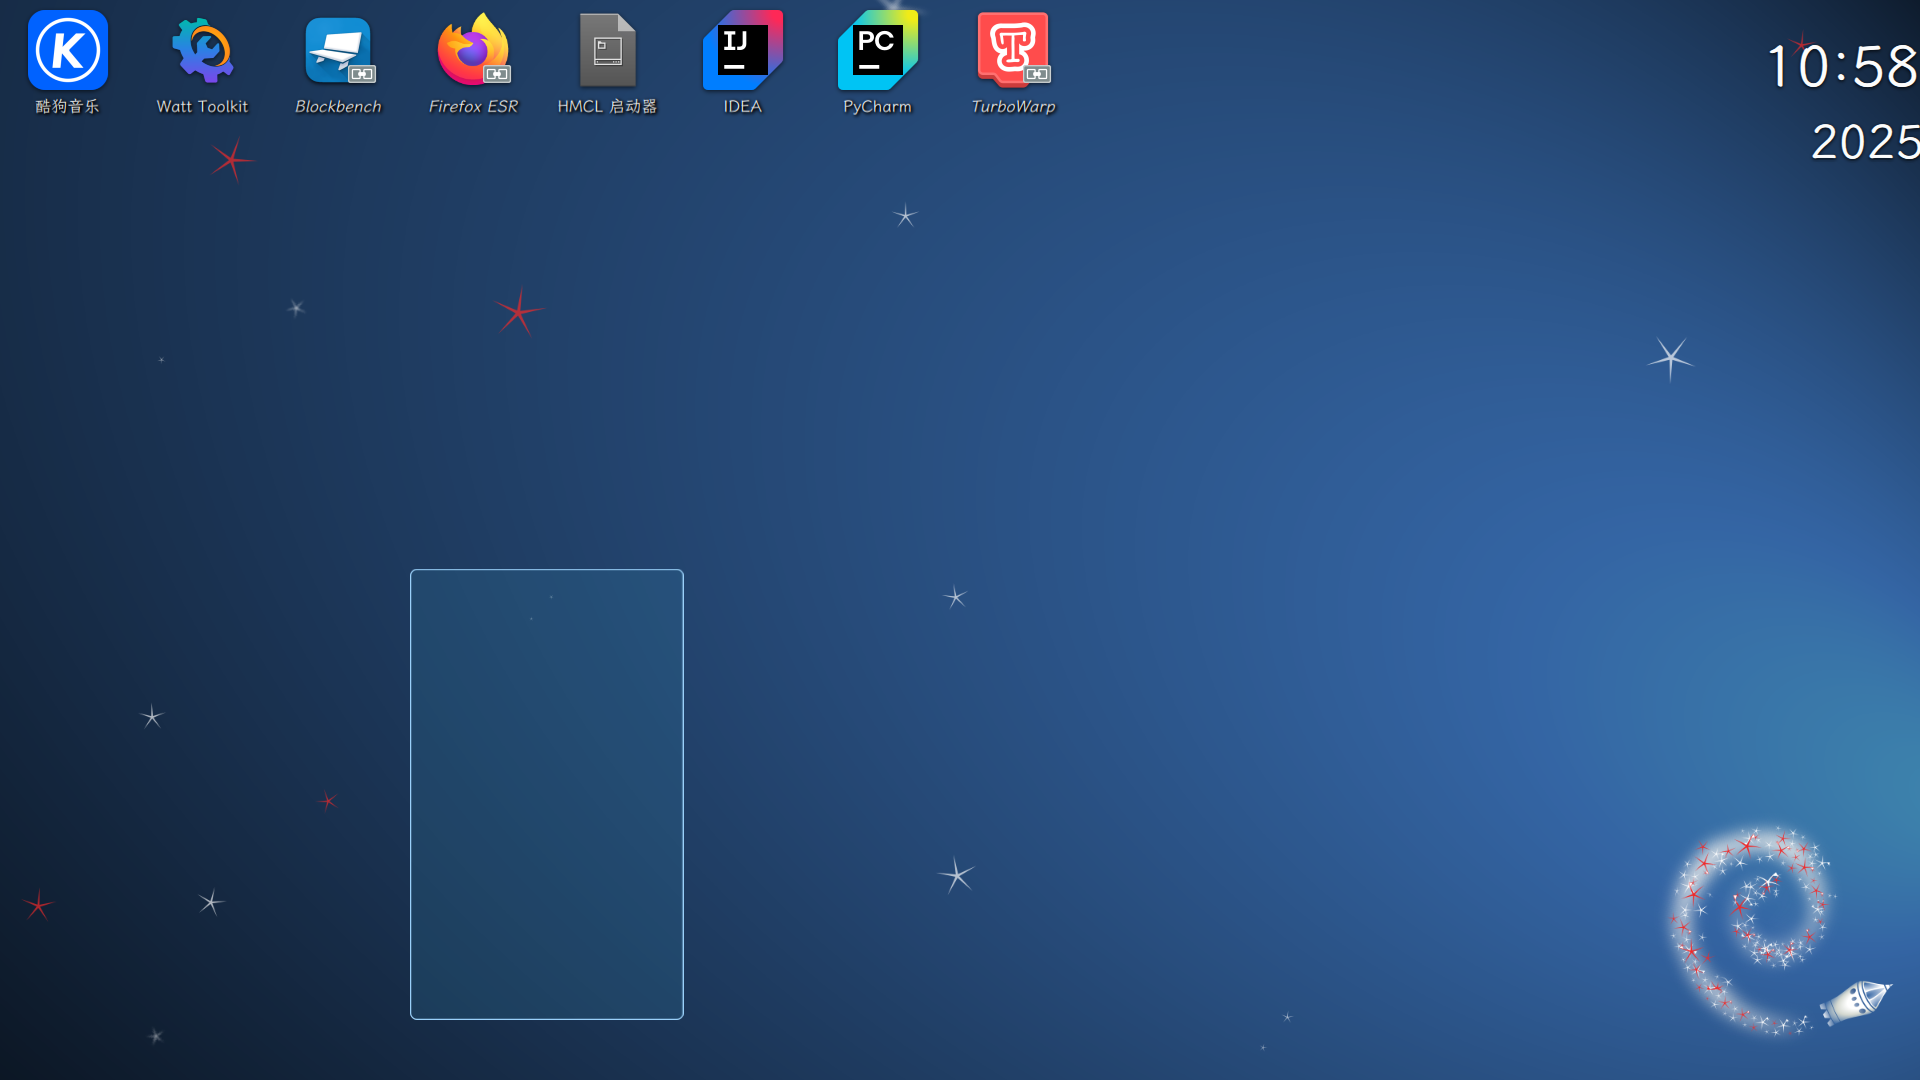 酷狗音乐
Watt Toolkit
Blockbench
Firefox ESR
HMCL 启动器
IJ
IDEA
PC
PyCharm
T
TurboWarp
K
10:58
2025